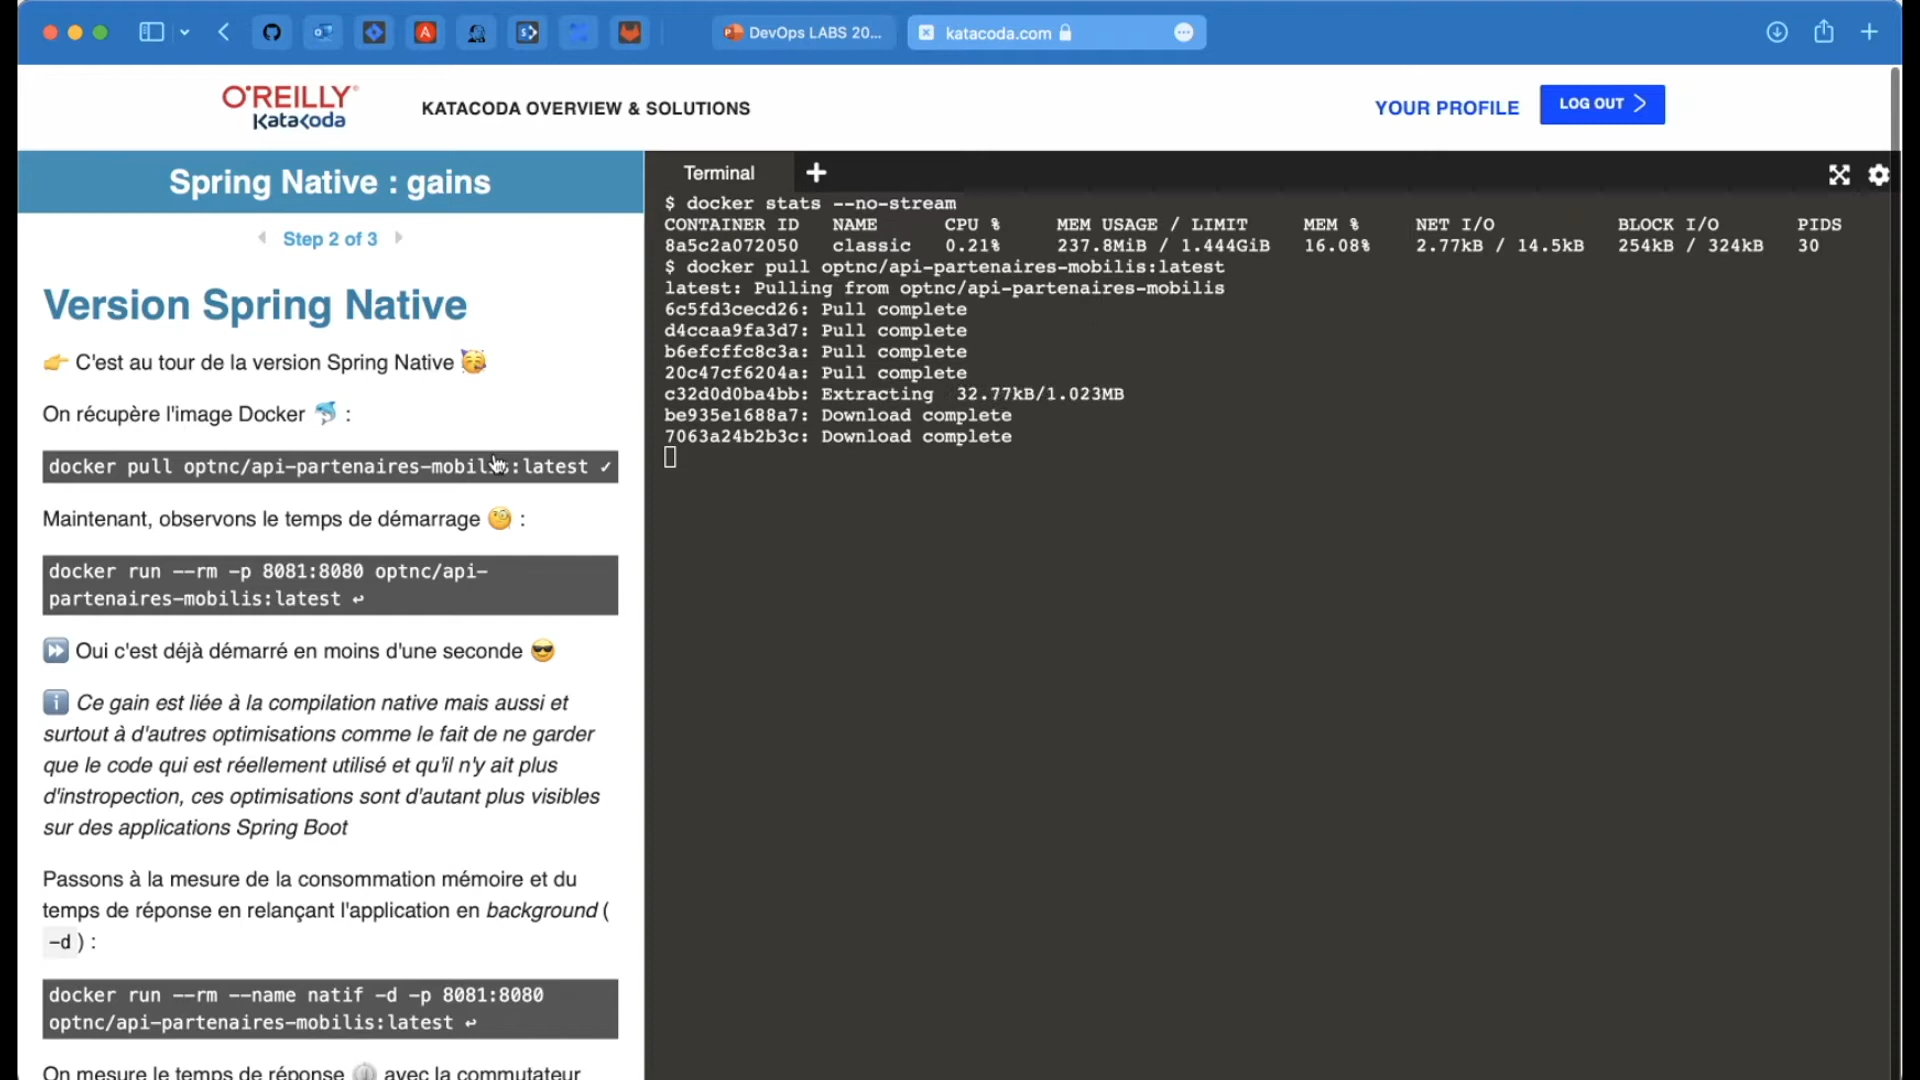 DevOps LABS 20...
katacoda.com
O'REILLY
Katacoda
KATACODA OVERVIEW & SOLUTIONS
YOUR PROFILE
LOG OUT
Spring Native : gains
Step 2 of 3
Version Spring Native
👉 C'est au tour de la version Spring Native 🥳
On récupère l'image Docker 🐬 :
docker pull optnc/api-partenaires-mobilis:latest ✓
Maintenant, observons le temps de démarrage 🧐 :
docker run --rm -p 8081:8080 optnc/api-
partenaires-mobilis:latest ↩
⏩ Oui c'est déjà démarré en moins d'une seconde 😎
ℹ️ Ce gain est liée à la compilation native mais aussi et
surtout à d'autres optimisations comme le fait de ne garder
que le code qui est réellement utilisé et qu'il n'y ait plus
d'instropection, ces optimisations sont d'autant plus visibles
sur des applications Spring Boot
Passons à la mesure de la consommation mémoire et du
temps de réponse en relançant l'application en background (
-d ) :
docker run --rm --name natif -d -p 8081:8080
optnc/api-partenaires-mobilis:latest ↩
On mesure le temps de réponse ⏱ avec la commutateur
Terminal
$ docker stats --no-stream
CONTAINER ID NAME CPU % MEM USAGE / LIMIT MEM % NET I/O BLOCK I/O PIDS
8a5c2a072050 classic 0.21% 237.8MiB / 1.444GiB 16.08% 2.77kB / 14.5kB 254kB / 324kB 30
$ docker pull optnc/api-partenaires-mobilis:latest
latest: Pulling from optnc/api-partenaires-mobilis
6c5fd3cecd26: Pull complete
d4ccaa9fa3d7: Pull complete
b6efcffc8c3a: Pull complete
20c47cf6204a: Pull complete
c32d0d0ba4bb: Extracting 32.77kB/1.023MB
be935e1688a7: Download complete
7063a24b2b3c: Download complete